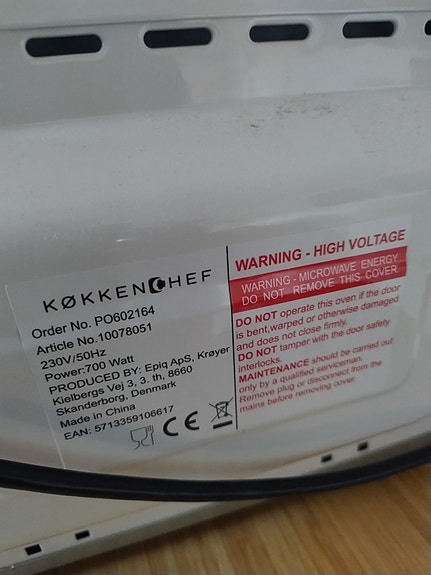 KØKKENCHEF
Order No. PO602164
Article No.10078051
230V/50Hz
Power:700 Watt
PRODUCED BY: Epiq ApS, Krøyer
Kielbergs Vej 3, 3. th, 8660
Skanderborg, Denmark
Made in China
EAN: 5713359106617
CE
WARNING - HIGH VOLTAGE
WARNING - MICROWAVE ENERGY
DO NOT REMOVE THIS COVER
DO NOT operate this oven if the door
is bent,warped or otherwise damaged
and does not close firmly.
DO NOT tamper with the door safety
interlocks.
MAINTENANCE should be carried out
only by a qualified serviceman.
Remove plug or disconnect from the
mains before removing cover.